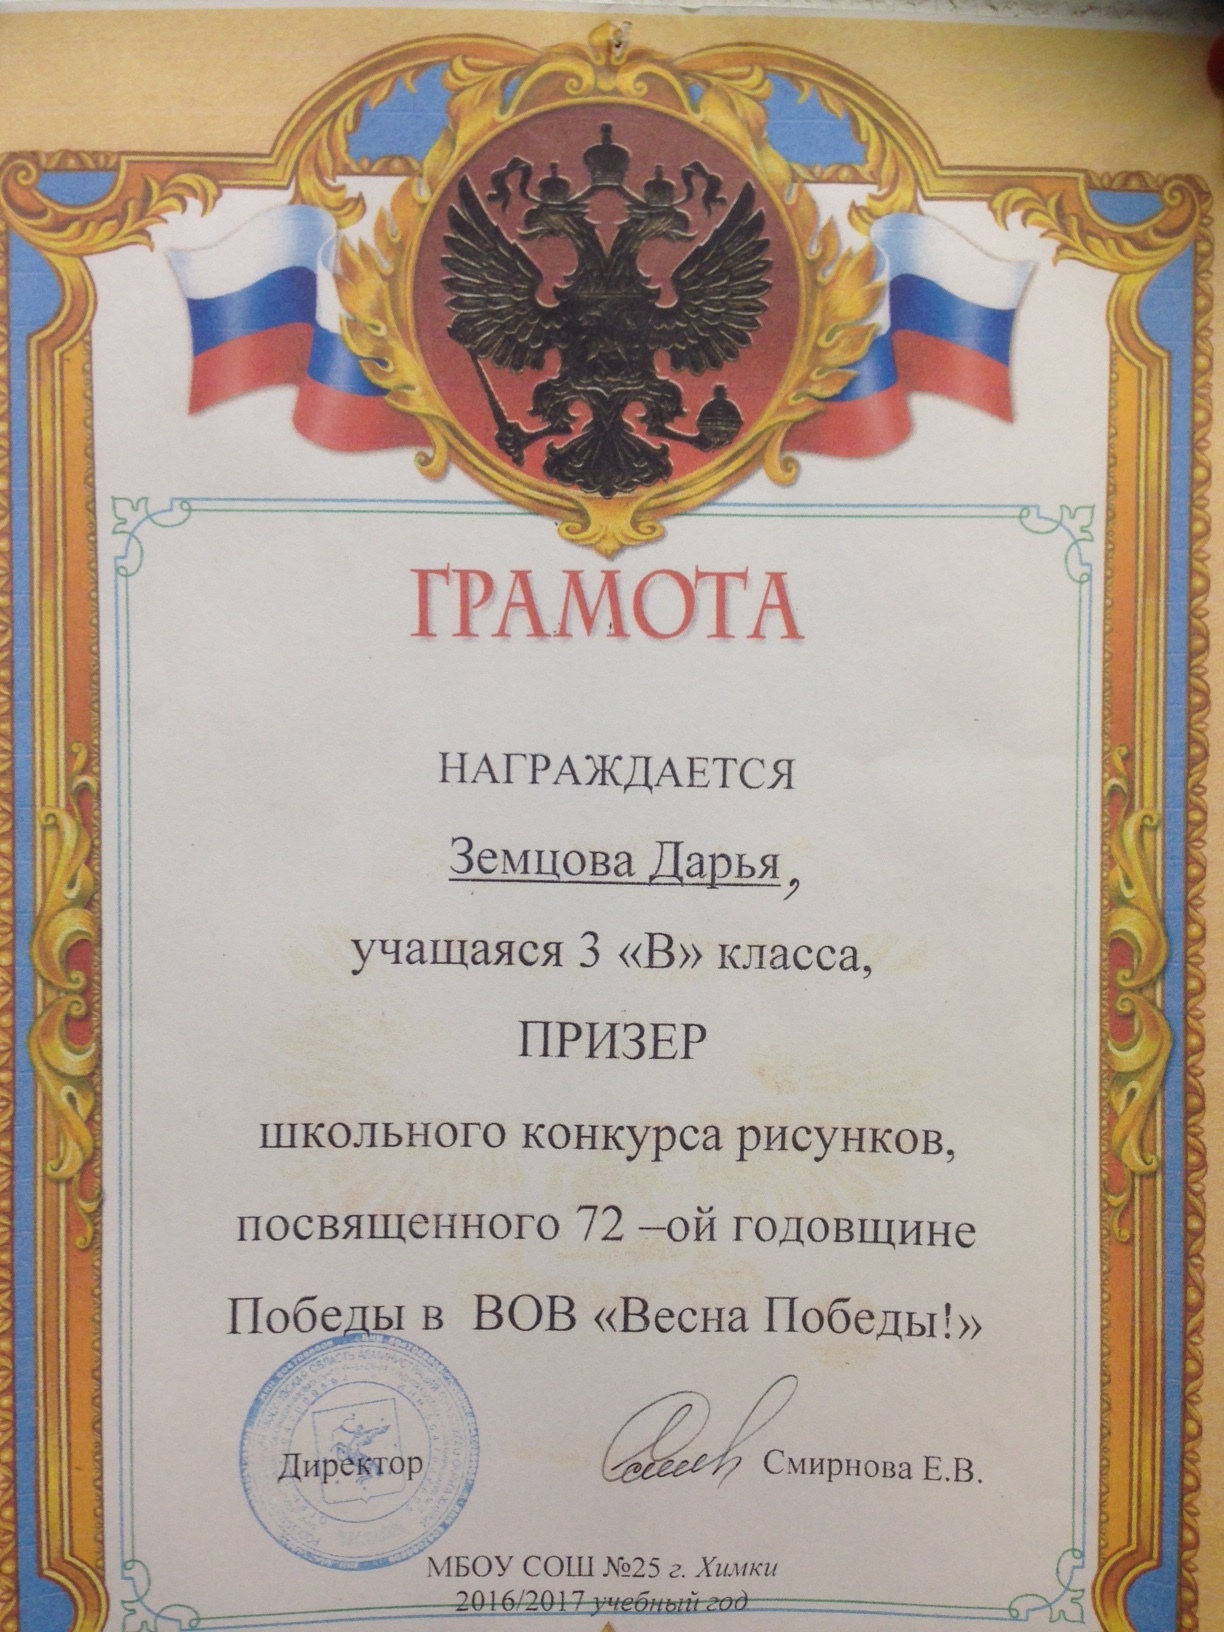 ГРАМОТА
НАГРАЖДАЕТСЯ
Земцова Дарья,
учащаяся 3 «В» класса,
ПРИЗЕР
школьного конкурса рисунков,
посвященного 72 –ой годовщине
Победы в ВОВ «Весна Победы!»
Директор Смирнова Е.В.
МБОУ СОШ №25 г. Химки
2016/2017 учебный год